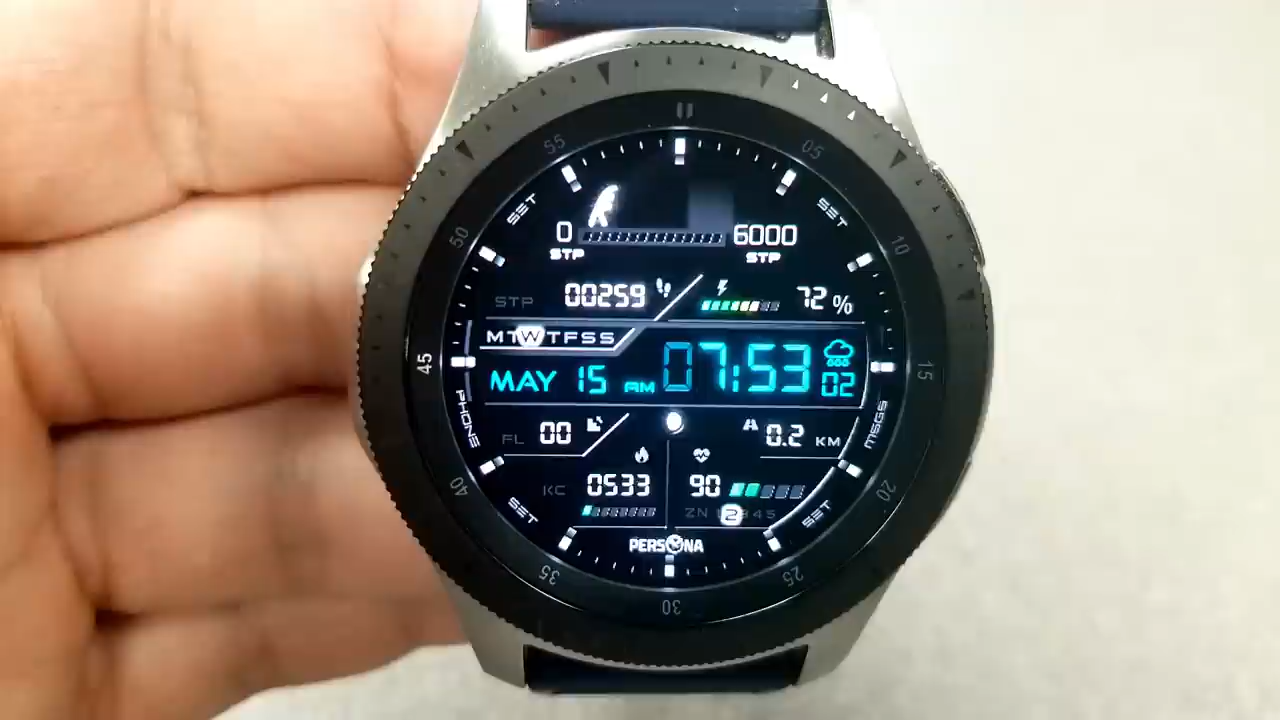 55 05
SET SET
50 10
0 6000
STP STP
STP 00259 72 %
MTWTFSS
MAY 15 AM 07:53 02
45 15
PHONE MSGS
FL 00 0.2 KM
KC 0533 90
ZN 12345
40 20
SET SET
PERSONA
35 25
30